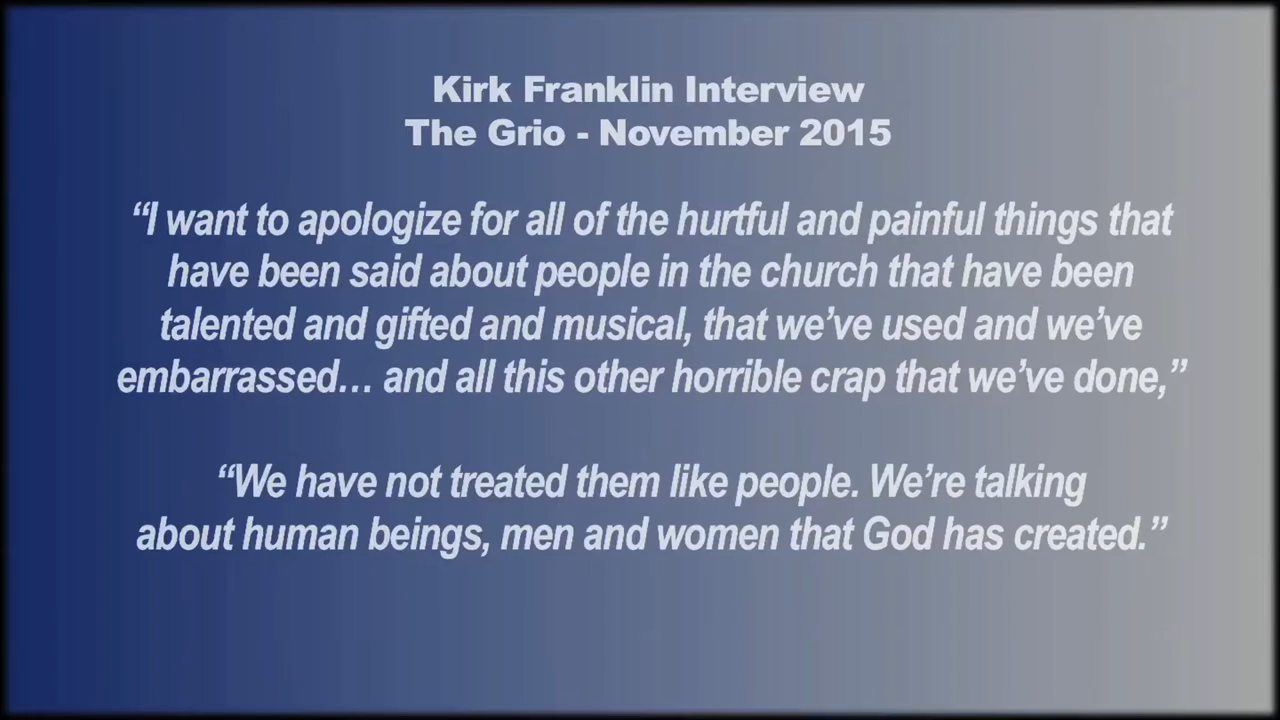 Kirk Franklin Interview
The Grio - November 2015
“I want to apologize for all of the hurtful and painful things that
have been said about people in the church that have been
talented and gifted and musical, that we’ve used and we’ve
embarrassed… and all this other horrible crap that we’ve done,”
“We have not treated them like people. We’re talking
about human beings, men and women that God has created.”